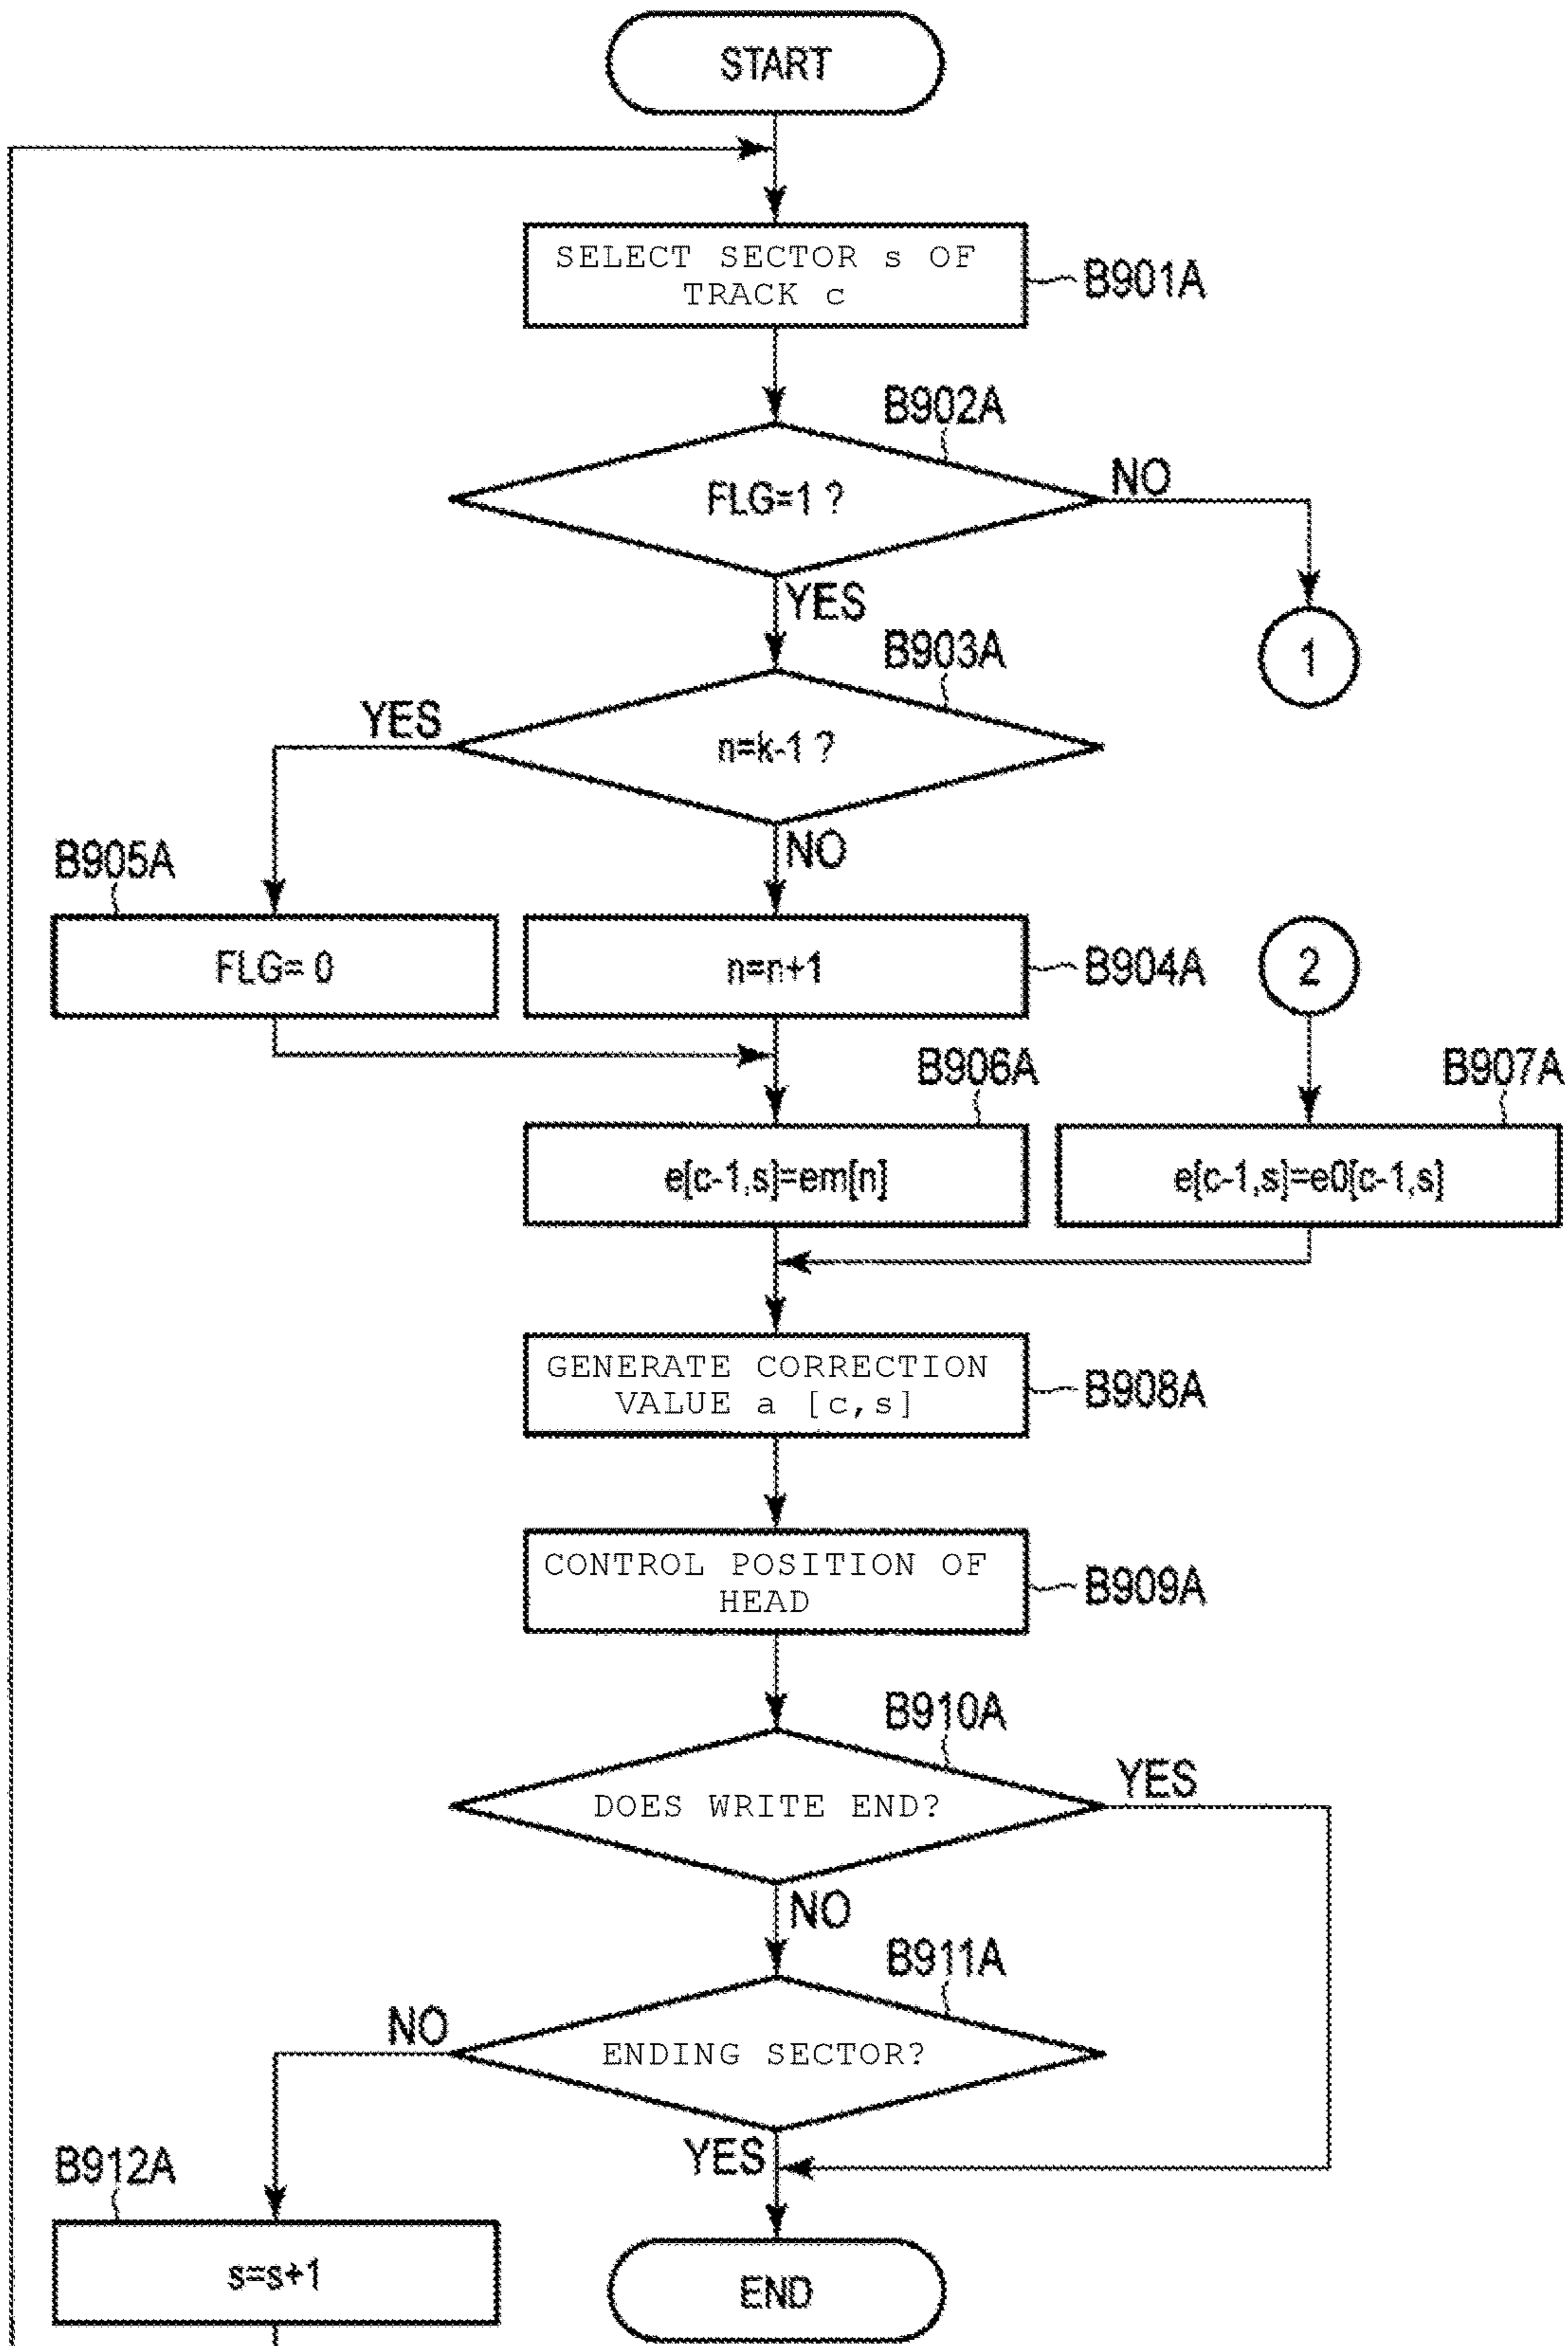 START
SELECT SECTOR s OF
TRACK c
B901A
B902A
FLG=1 ?
NO
YES
1
B903A
YES
n=k-1 ?
NO
B905A
FLG= 0
n=n+1
B904A
2
B906A
B907A
e[c-1,s]=em[n]
e[c-1,s]=e0[c-1,s]
GENERATE CORRECTION
VALUE a [c,s]
B908A
CONTROL POSITION OF
HEAD
B909A
B910A
DOES WRITE END?
YES
NO
B911A
NO
ENDING SECTOR?
YES
B912A
s=s+1
END